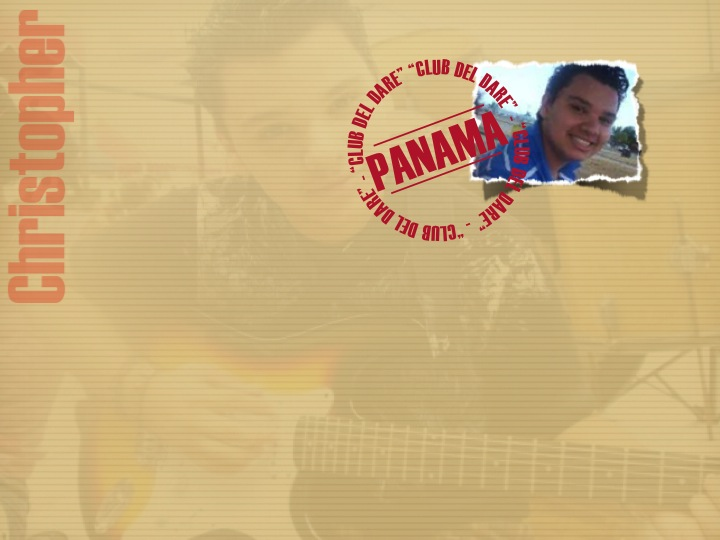 Christopher
"CLUB DEL DARE" - "CLUB DEL DARE" - "CLUB DEL DARE" - "CLUB DEL DARE" -
PANAMA